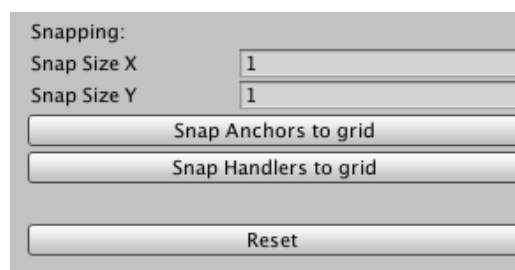 Snapping:
Snap Size X 1
Snap Size Y 1
Snap Anchors to grid
Snap Handlers to grid
Reset